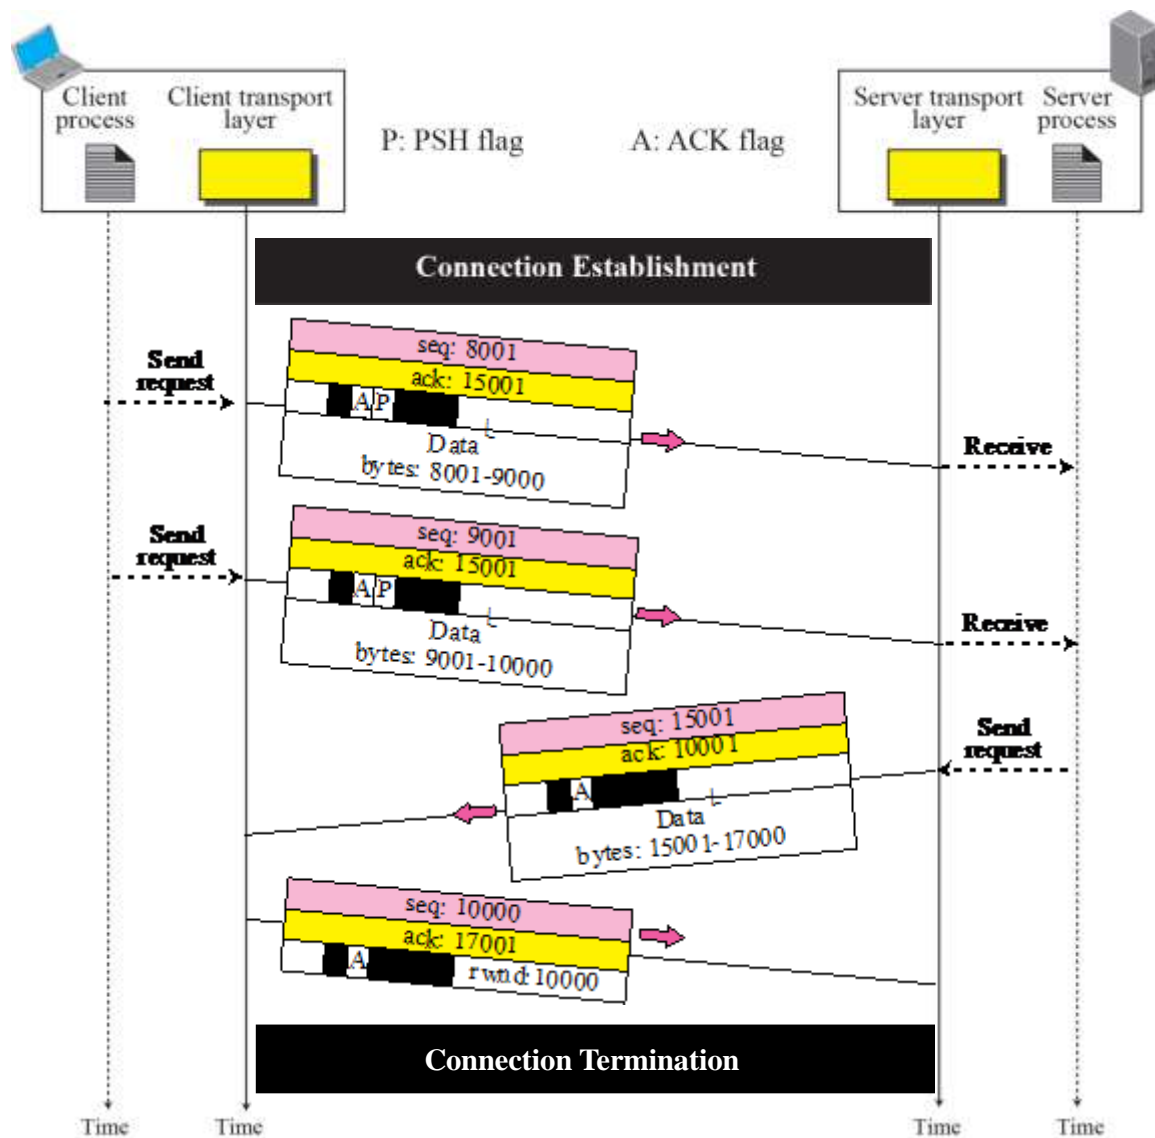 Client process
Client transport layer
P: PSH flag
A: ACK flag
Server transport layer
Server process
Connection Establishment
Send request
seq: 8001
ack: 15001
A P
Data
bytes: 8001-9000
Receive
Send request
seq: 9001
ack: 15001
A P
Data
bytes: 9001-10000
Receive
Send request
seq: 15001
ack: 10001
A
Data
bytes: 15001-17000
seq: 10000
ack: 17001
A
rwnd:10000
Connection Termination
Time
Time
Time
Time